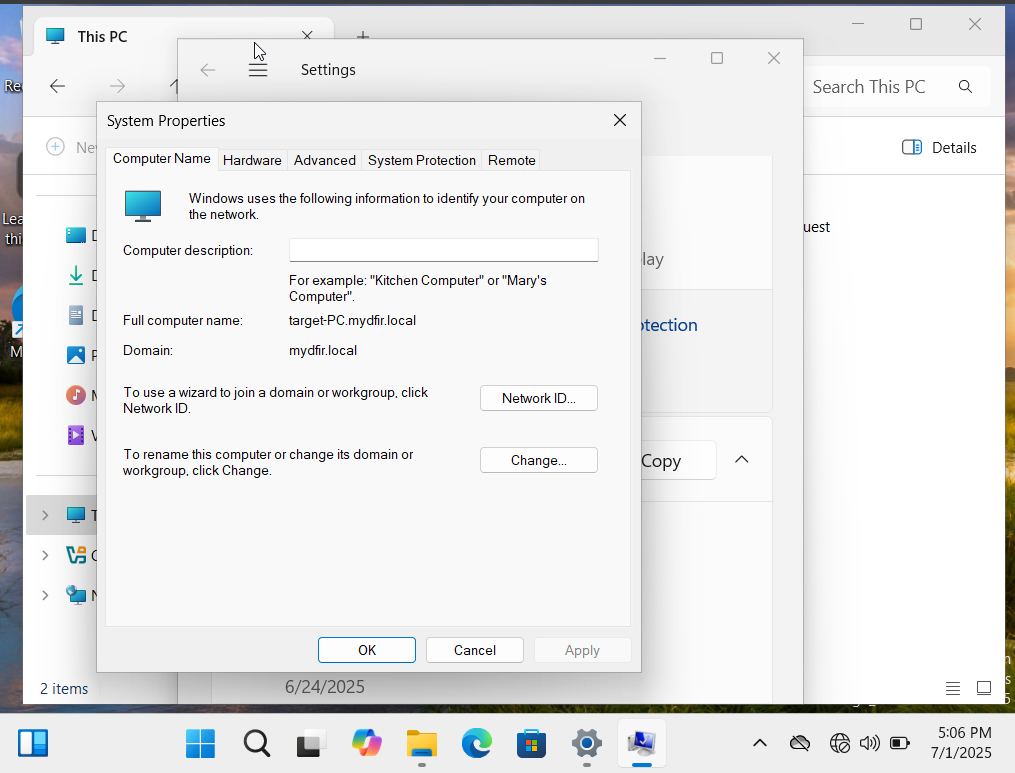 This PC
Settings
Search This PC
System Properties
Details
Computer Name
Hardware
Advanced
System Protection
Remote
Windows uses the following information to identify your computer on
the network.
Computer description:
For example: "Kitchen Computer" or "Mary's
Computer".
Full computer name:
target-PC.mydfir.local
Domain:
mydfir.local
To use a wizard to join a domain or workgroup, click
Network ID.
Network ID...
To rename this computer or change its domain or
workgroup, click Change.
Change...
Copy
OK
Cancel
Apply
6/24/2025
2 items
5:06 PM
7/1/2025